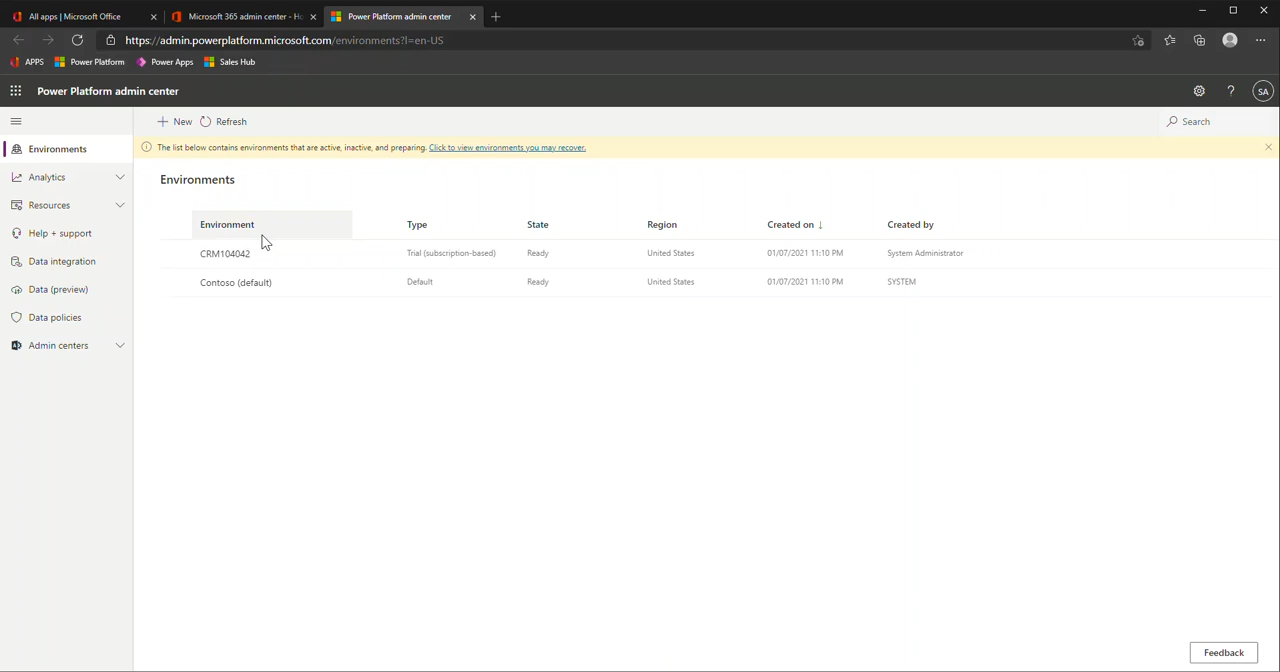 All apps | Microsoft Office
Microsoft 365 admin center - Ho
Power Platform admin center
https://admin.powerplatform.microsoft.com/environments?l=en-US
APPS
Power Platform
Power Apps
Sales Hub
Power Platform admin center
? SA
New Refresh
Search
Environments
The list below contains environments that are active, inactive, and preparing. Click to view environments you may recover.
Analytics
Environments
Resources
Environment Type State Region Created on ↓ Created by
Help + support
CRM104042 Trial (subscription-based) Ready United States 01/07/2021 11:10 PM System Administrator
Data integration
Contoso (default) Default Ready United States 01/07/2021 11:10 PM SYSTEM
Data (preview)
Data policies
Admin centers
Feedback